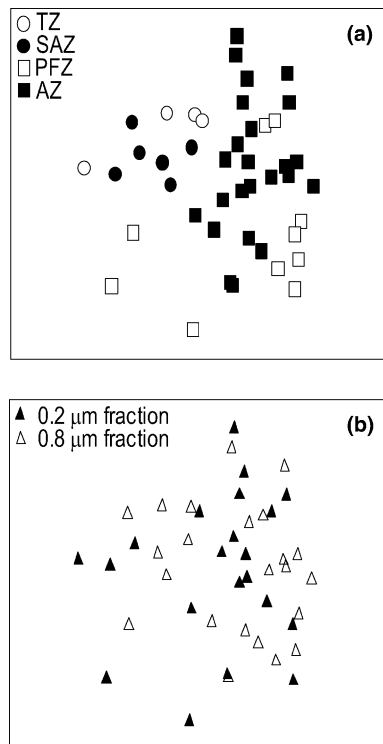 TZ
(a)
SAZ
PFZ
AZ
0.2 μm fraction
(b)
0.8 μm fraction